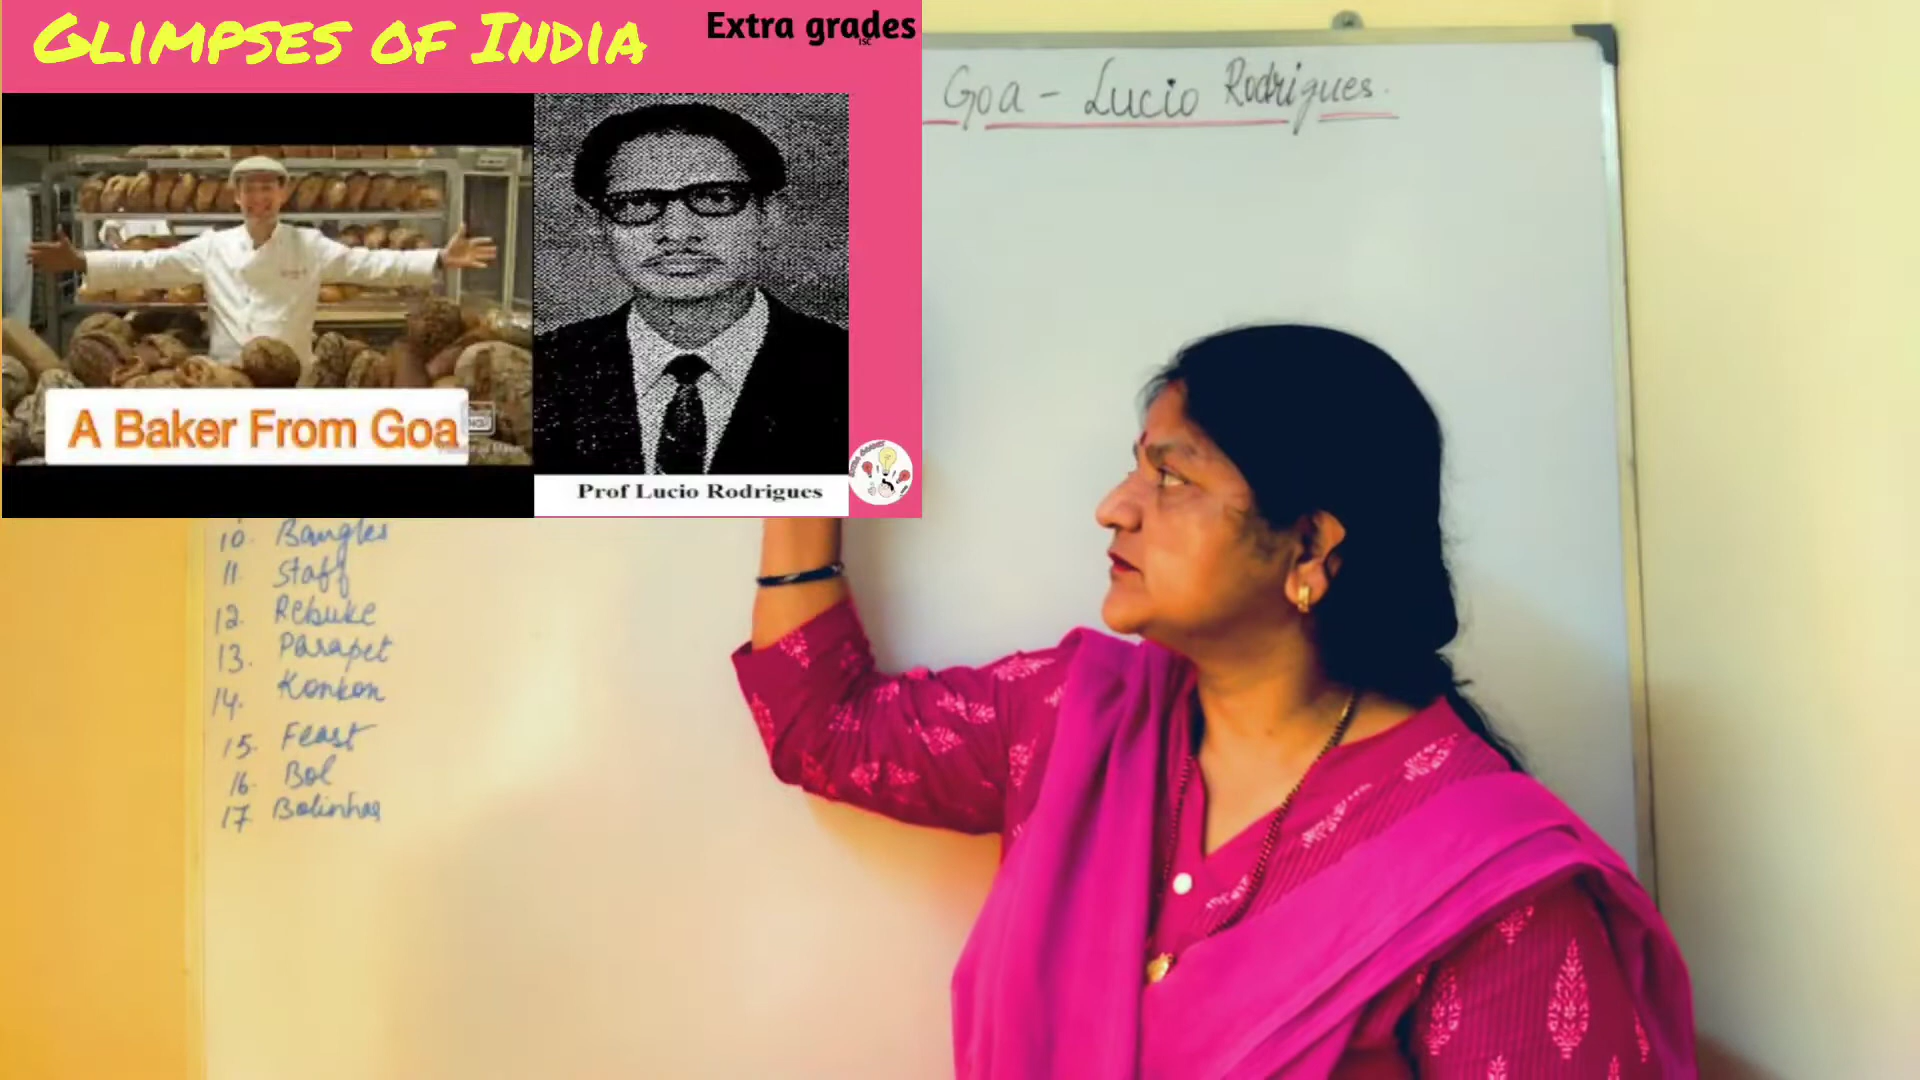 GLIMPSES OF INDIA
Extra grades
Goa - Lucio Rodrigues.
A Baker From Goa
Prof Lucio Rodrigues
10. Bangles
11. Staff
12. Rebuke
13. Parapet
14. Konkon
15. Feast
16. Bol
17 Bolinhas